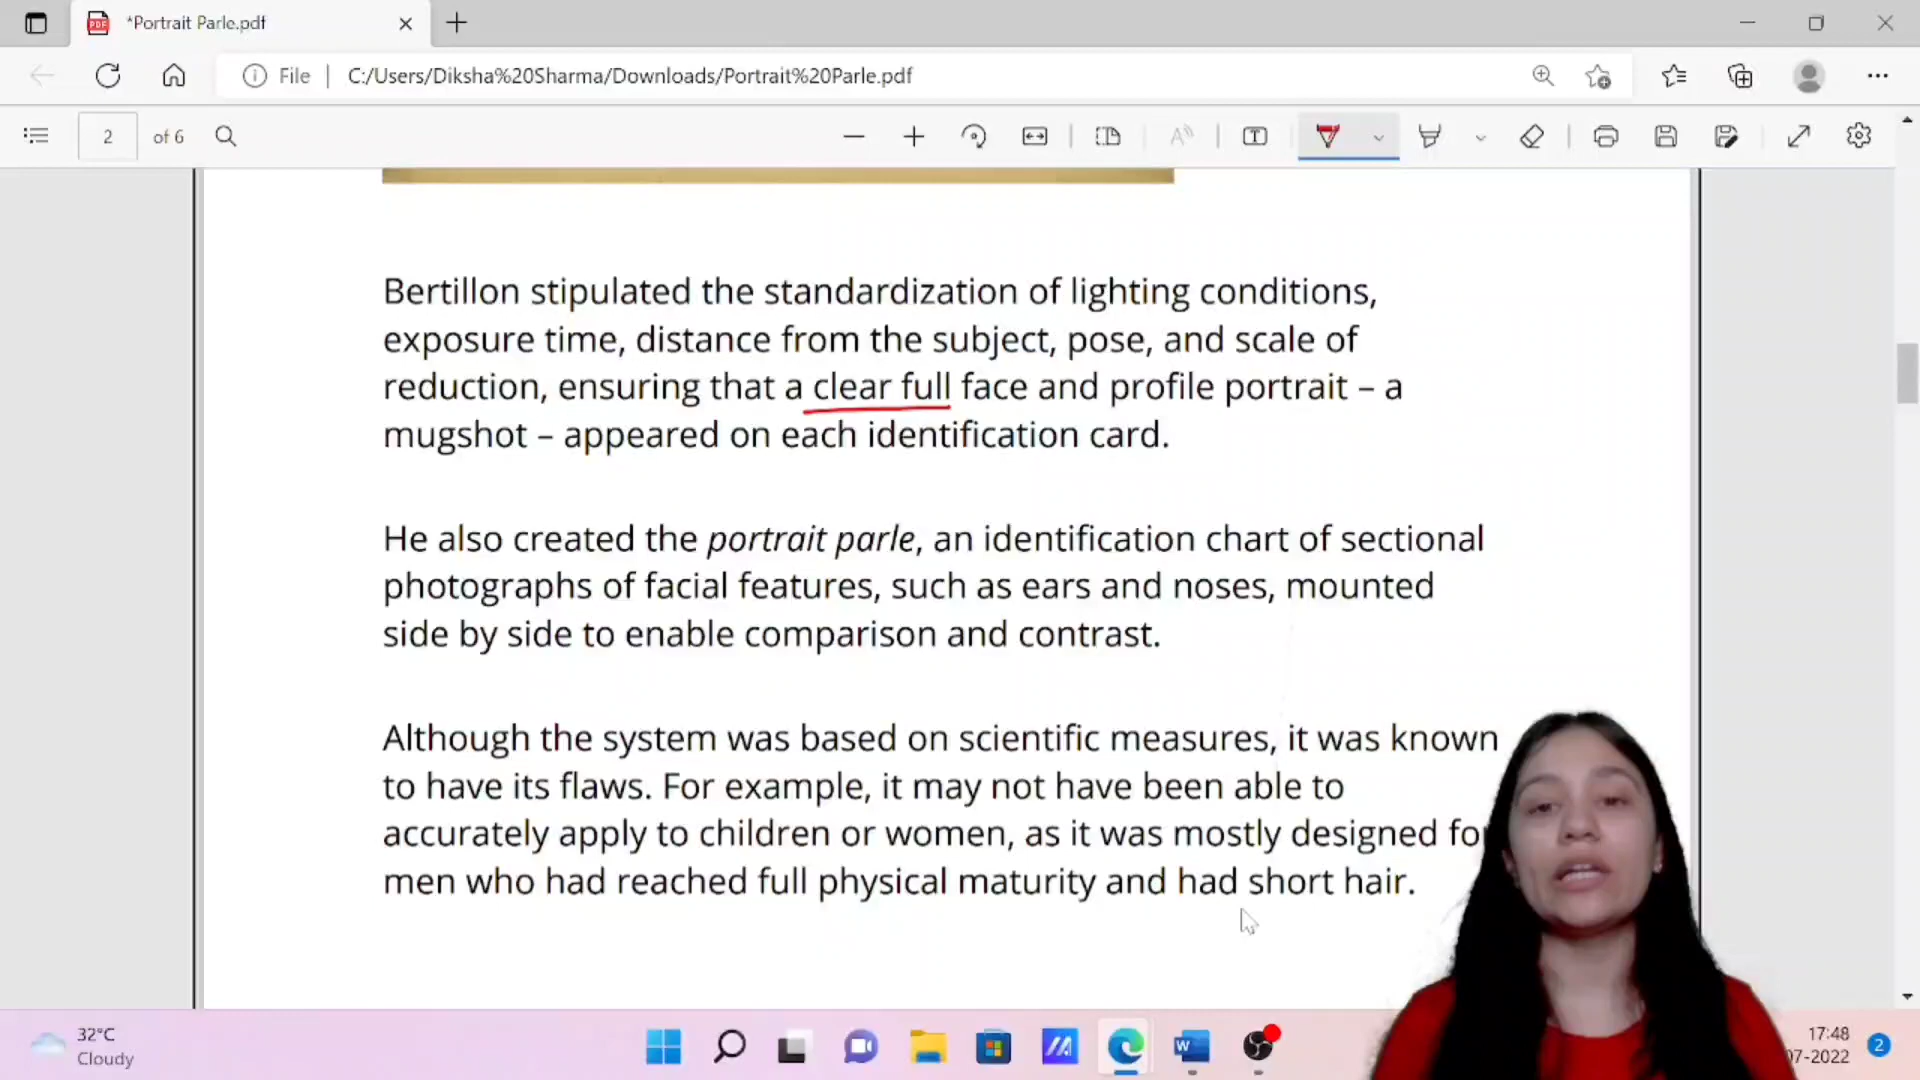 *Portrait Parle.pdf
File
C:/Users/Diksha%20Sharma/Downloads/Portrait%20Parle.pdf
2 of 6
Bertillon stipulated the standardization of lighting conditions,
exposure time, distance from the subject, pose, and scale of
reduction, ensuring that a clear full face and profile portrait – a
mugshot – appeared on each identification card.
He also created the portrait parle, an identification chart of sectional
photographs of facial features, such as ears and noses, mounted
side by side to enable comparison and contrast.
Although the system was based on scientific measures, it was known
to have its flaws. For example, it may not have been able to
accurately apply to children or women, as it was mostly designed for
men who had reached full physical maturity and had short hair.
32°C
Cloudy
17:48
07-2022
2